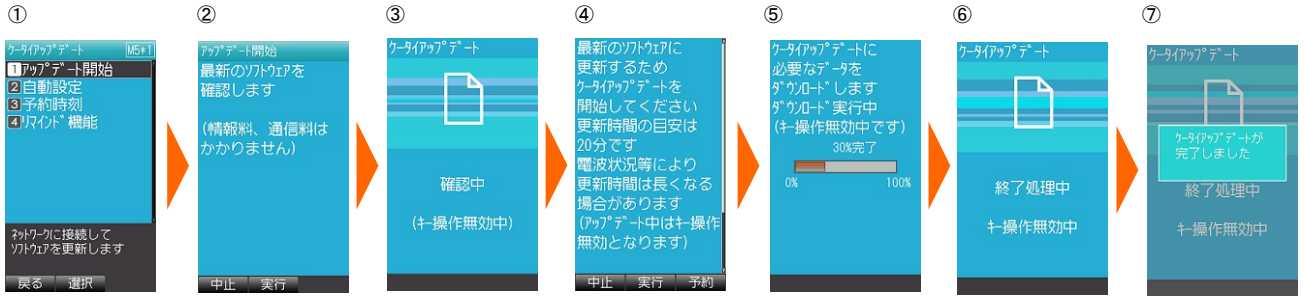 ①
ケータイアップデート M5*1
1アップデート開始
2自動設定
3予約時刻
4リマインド機能
ネットワークに接続して
ソフトウェアを更新します
戻る 選択
②
アップデート開始
最新のソフトウェアを
確認します
(情報料、通信料は
かかりません)
中止 実行
③
ケータイアップデート
確認中
(キー操作無効中)
④
最新のソフトウェアに
更新するため
ケータイアップデートを
開始してください
更新時間の目安は
20分です
電波状況等により
更新時間は長くなる
場合があります
(アップデート中はキー操作
無効となります)
中止 実行 予約
⑤
ケータイアップデートに
必要なデータを
ダウンロードします
ダウンロード実行中
(キー操作無効中です)
30%完了
0% 100%
⑥
ケータイアップデート
終了処理中
キー操作無効中
⑦
ケータイアップデート
ケータイアップデートが
完了しました
終了処理中
キー操作無効中